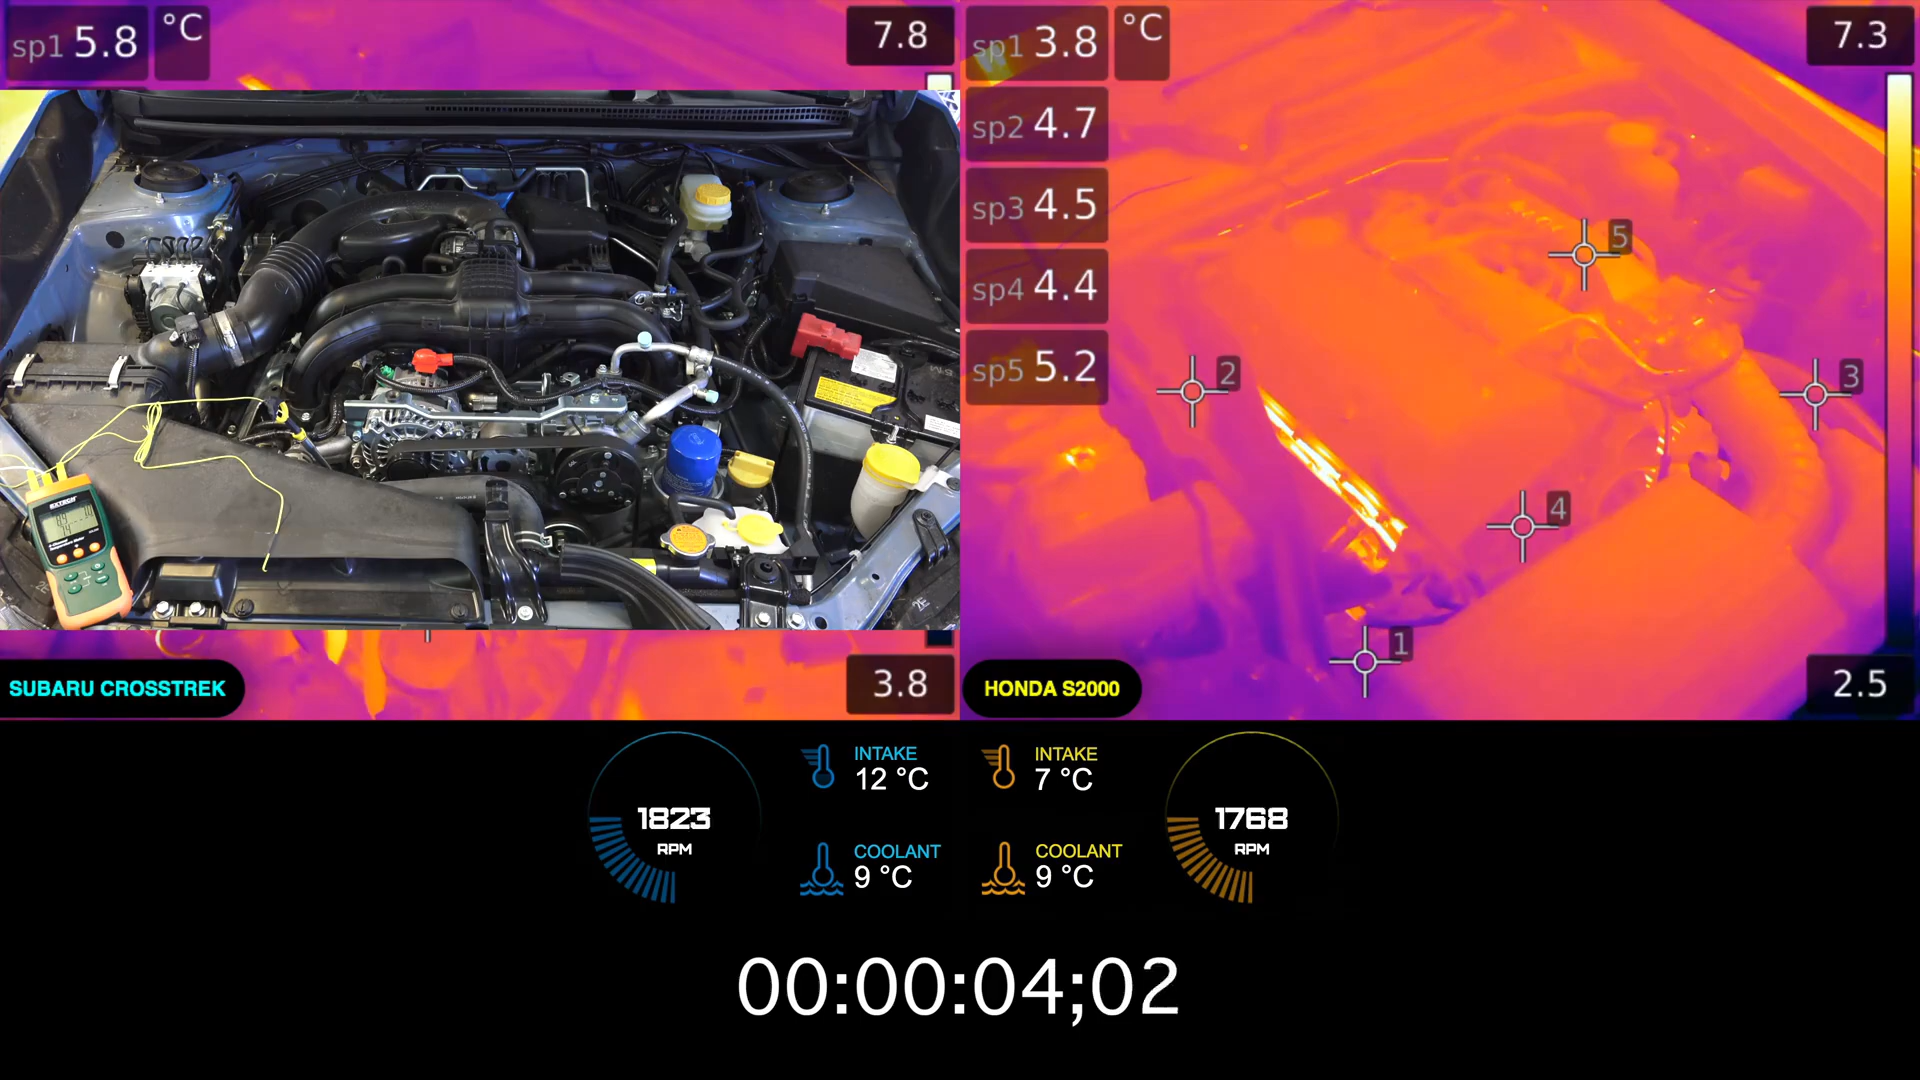 sp1 5.8 °C
7.8
sp1 3.8 °C
7.3
sp2 4.7
sp3 4.5
sp4 4.4
sp5 5.2
5
2
3
4
1
EXTECH
3.8
2.5
SUBARU CROSSTREK
HONDA S2000
INTAKE
12 °C
INTAKE
7 °C
1823
RPM
1768
RPM
COOLANT
9 °C
COOLANT
9 °C
00:00:04;02